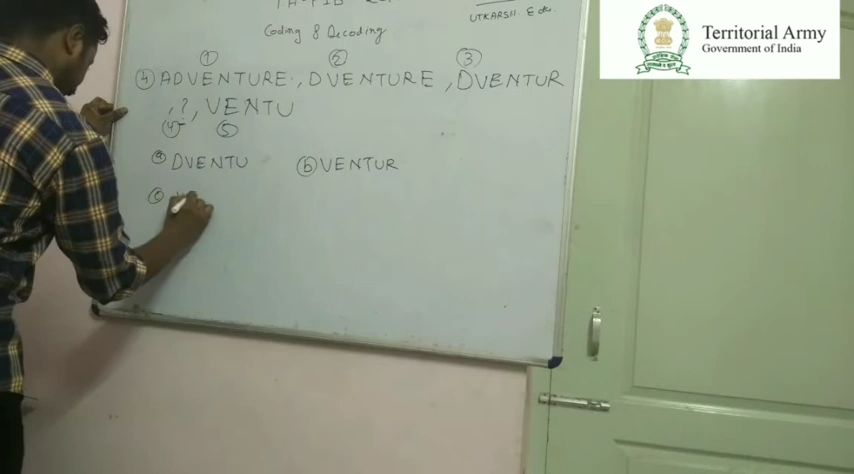 UTKARSH Edu.
Coding & Decoding
① ② ③
④ ADVENTURE, DVENTURE, DVENTUR
, ?, VENTU
④ ⑤
ⓐ DVENTU ⓑ VENTUR
ⓒ
Territorial Army
Government of India